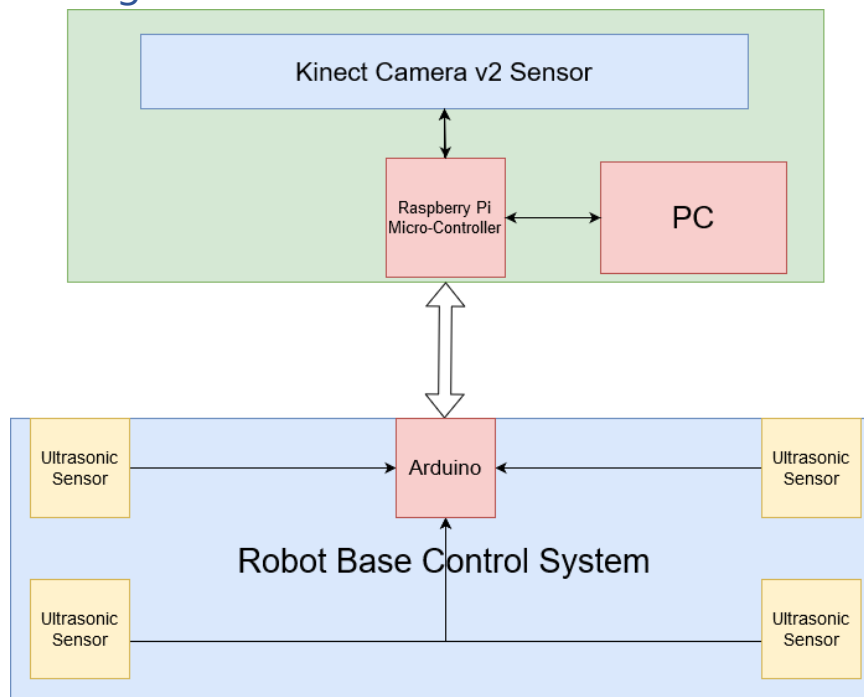 Kinect Camera v2 Sensor
Raspberry Pi
Micro-Controller
PC
Ultrasonic
Sensor
Arduino
Ultrasonic
Sensor
Robot Base Control System
Ultrasonic
Sensor
Ultrasonic
Sensor